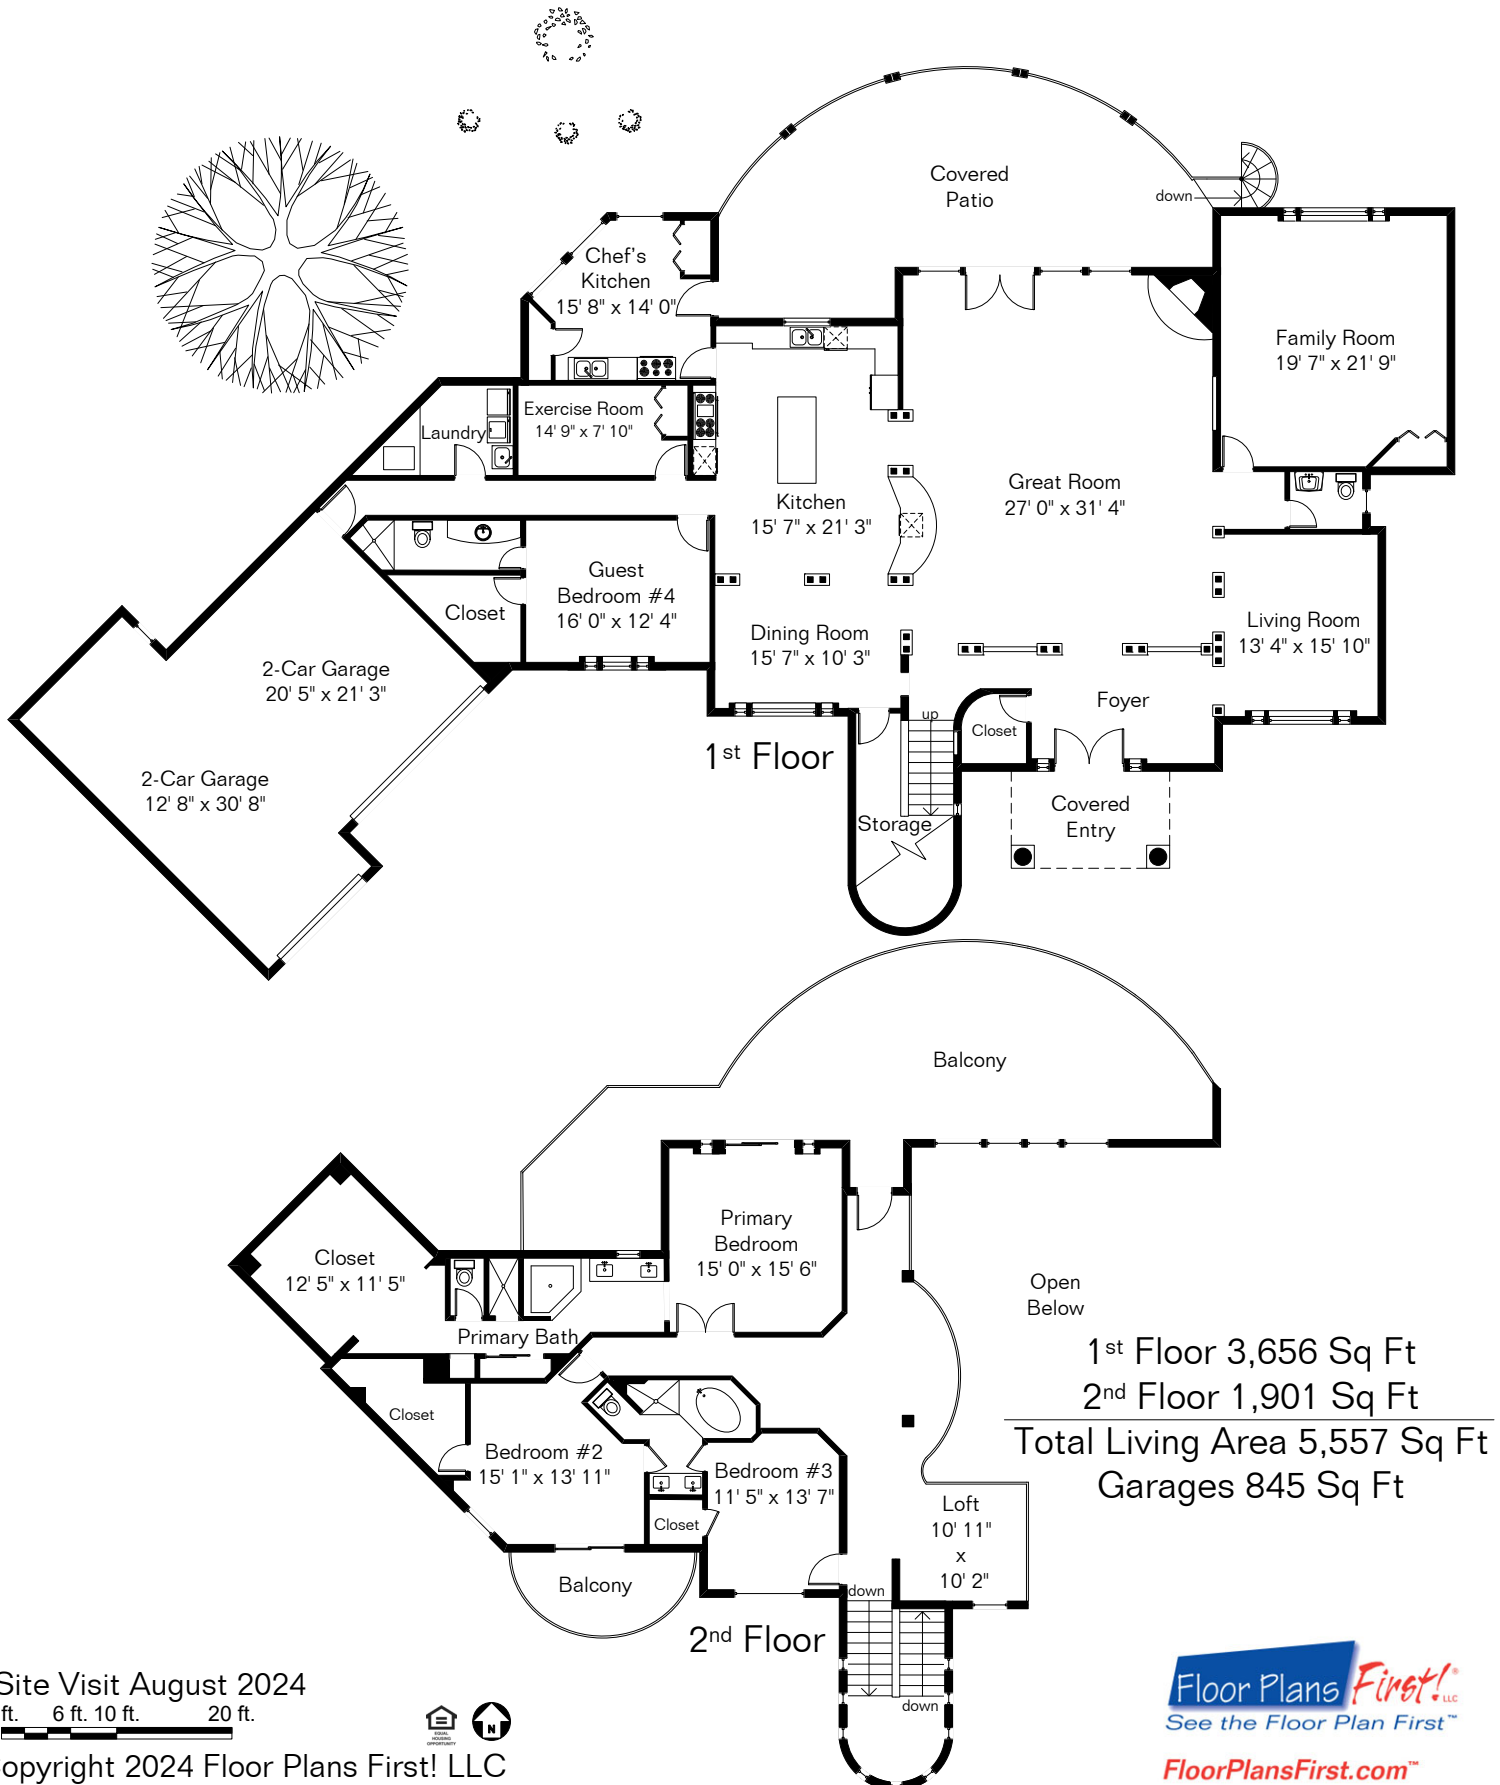 Covered
Patio
down
Chef's
Kitchen
15' 8" x 14' 0"
Family Room
19' 7" x 21' 9"
Exercise Room
14' 9" x 7' 10"
Laundry
Kitchen
15' 7" x 21' 3"
Great Room
27' 0" x 31' 4"
Guest
Bedroom #4
16' 0" x 12' 4"
Closet
Dining Room
15' 7" x 10' 3"
Living Room
13' 4" x 15' 10"
2-Car Garage
20' 5" x 21' 3"
Foyer
up
Closet
1st Floor
2-Car Garage
12' 8" x 30' 8"
Covered
Entry
Storage
Balcony
Primary
Bedroom
15' 0" x 15' 6"
Closet
12' 5" x 11' 5"
Open
Below
Primary Bath
1st Floor 3,656 Sq Ft
2nd Floor 1,901 Sq Ft
Total Living Area 5,557 Sq Ft
Garages 845 Sq Ft
Closet
Bedroom #2
15' 1" x 13' 11"
Bedroom #3
11' 5" x 13' 7"
Closet
Loft
10' 11"
x
10' 2"
Balcony
down
2nd Floor
down
Site Visit August 2024
ft. 6 ft. 10 ft. 20 ft.
EQUAL HOUSING
OPPORTUNITY
N
opyright 2024 Floor Plans First! LLC
Floor Plans First!® LLC
See the Floor Plan First™
FloorPlansFirst.com™